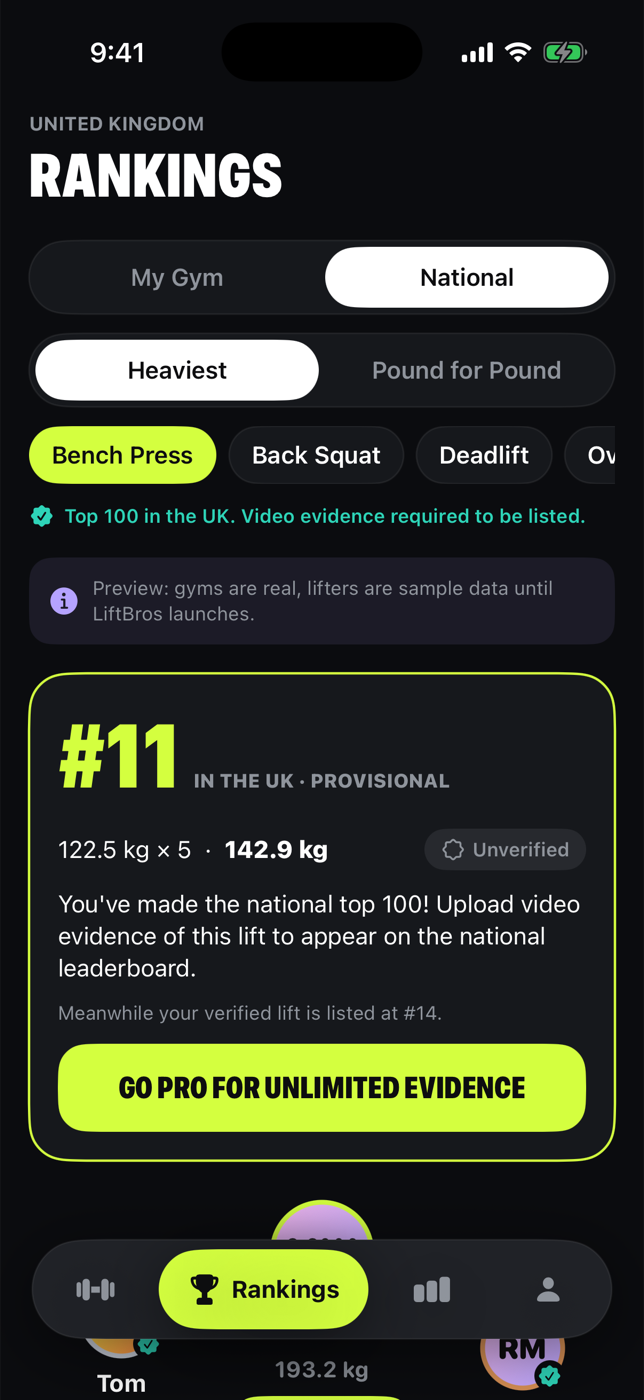 9:41
UNITED KINGDOM
RANKINGS
My Gym
National
Heaviest
Pound for Pound
Bench Press
Back Squat
Deadlift
Ov
Top 100 in the UK. Video evidence required to be listed.
Preview: gyms are real, lifters are sample data until
LiftBros launches.
#11 IN THE UK · PROVISIONAL
122.5 kg × 5 · 142.9 kg
Unverified
You've made the national top 100! Upload video
evidence of this lift to appear on the national
leaderboard.
Meanwhile your verified lift is listed at #14.
GO PRO FOR UNLIMITED EVIDENCE
Rankings
RM
193.2 kg
Tom